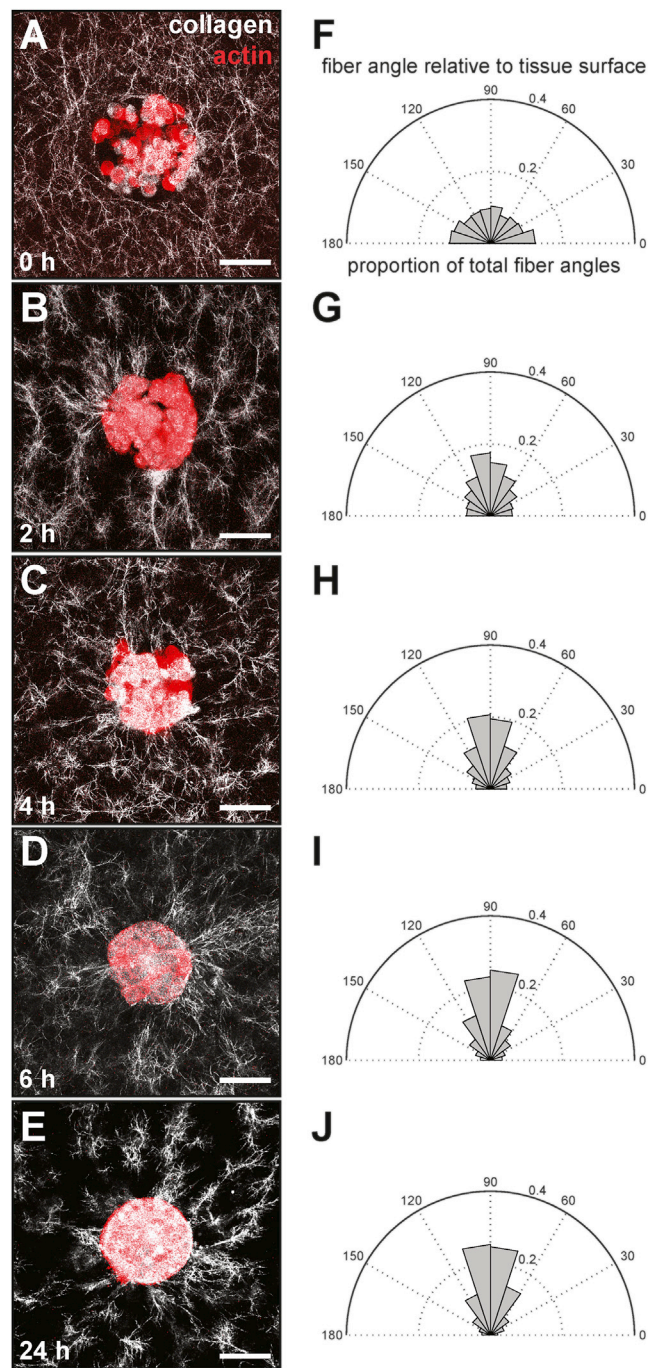 A
collagen
actin
0 h
F
fiber angle relative to tissue surface
90
120
0.4
60
150
0.2
30
180
0
proportion of total fiber angles
B
2 h
G
90
120
0.4
60
150
0.2
30
180
0
C
4 h
H
90
120
0.4
60
150
0.2
30
180
0
D
6 h
I
90
120
0.4
60
150
0.2
30
180
0
E
24 h
J
90
120
0.4
60
150
0.2
30
180
0